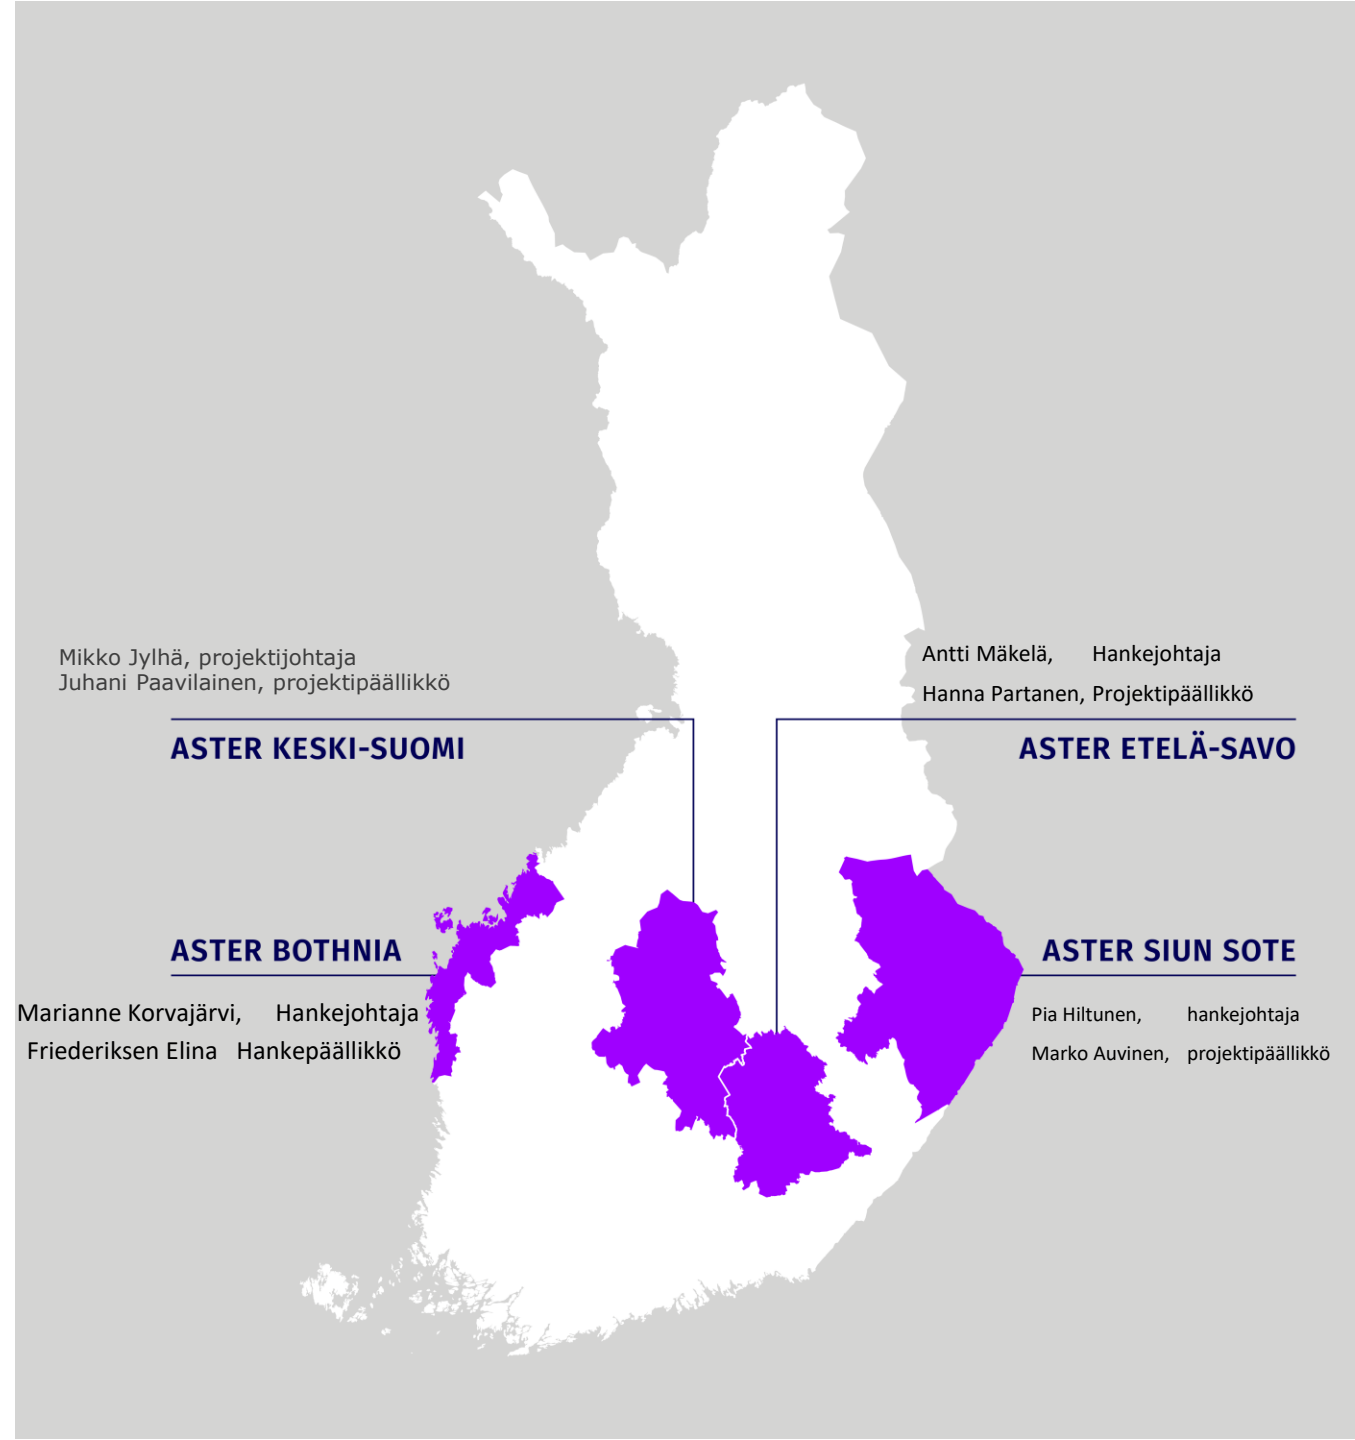 Mikko Jylhä, projektijohtaja
Juhani Paavilainen, projektipäällikkö
ASTER KESKI-SUOMI
Antti Mäkelä, Hankejohtaja
Hanna Partanen, Projektipäällikkö
ASTER ETELÄ-SAVO
ASTER BOTHNIA
Marianne Korvajärvi, Hankejohtaja
Friederiksen Elina Hankepäällikkö
ASTER SIUN SOTE
Pia Hiltunen, hankejohtaja
Marko Auvinen, projektipäällikkö